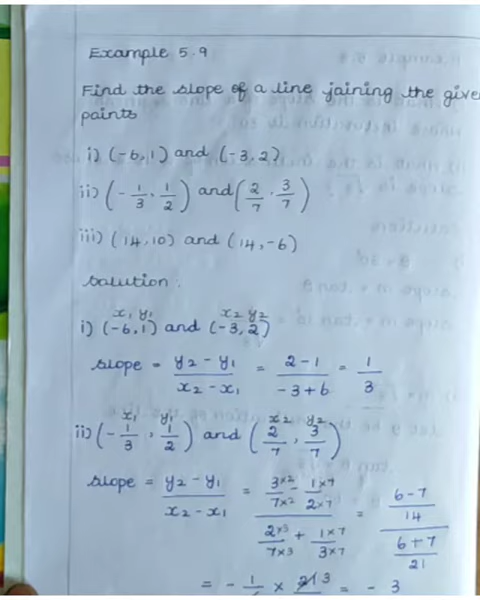 Example 5.9
Find the slope of a line jaining the give
points
i) (-6,1) and (-3,2)
ii) (-1/3, 1/2) and (2/7, 3/7)
iii) (14,10) and (14,-6)
Solution:
x1 y1 x2 y2
i) (-6,1) and (-3,2)
slope = y2-y1/x2-x1 = 2-1/-3+6 = 1/3
x1 y1 x2 y2
ii) (-1/3, 1/2) and (2/7, 3/7)
slope = y2-y1/x2-x1 = (3×2/7×2 - 1×7/2×7)/(2×3/7×3 + 1×7/3×7) = (6-7/14)/(6+7/21)
= - 1/ × 213 = - 3